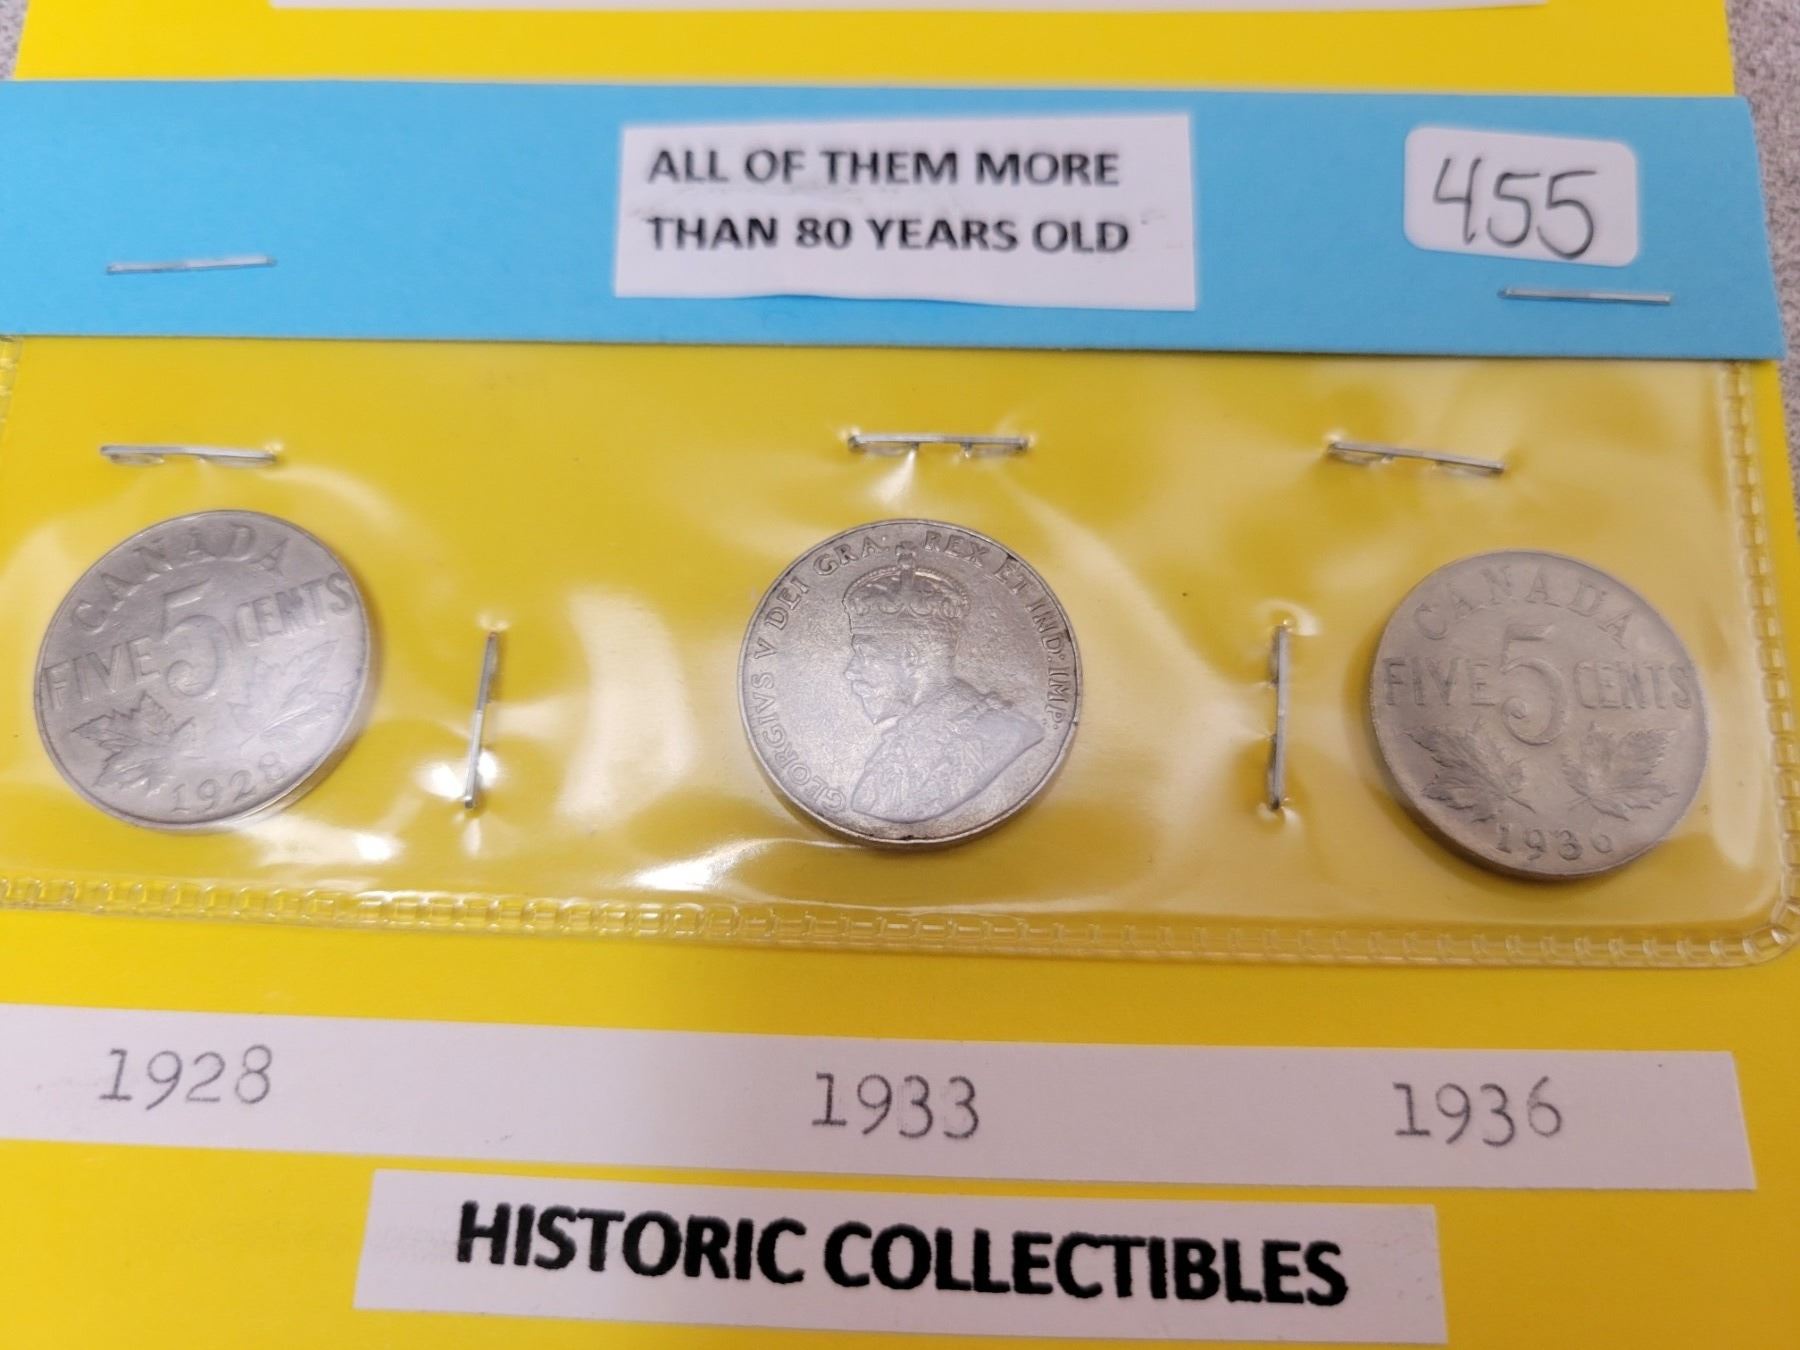 ALL OF THEM MORE
THAN 80 YEARS OLD
455
CANADA
FIVE 5 CENTS
1928
GEORGIVS V DEI GRA: REX ET IND:IMP:
CANADA
FIVE 5 CENTS
1936
1928 1933 1936
HISTORIC COLLECTIBLES